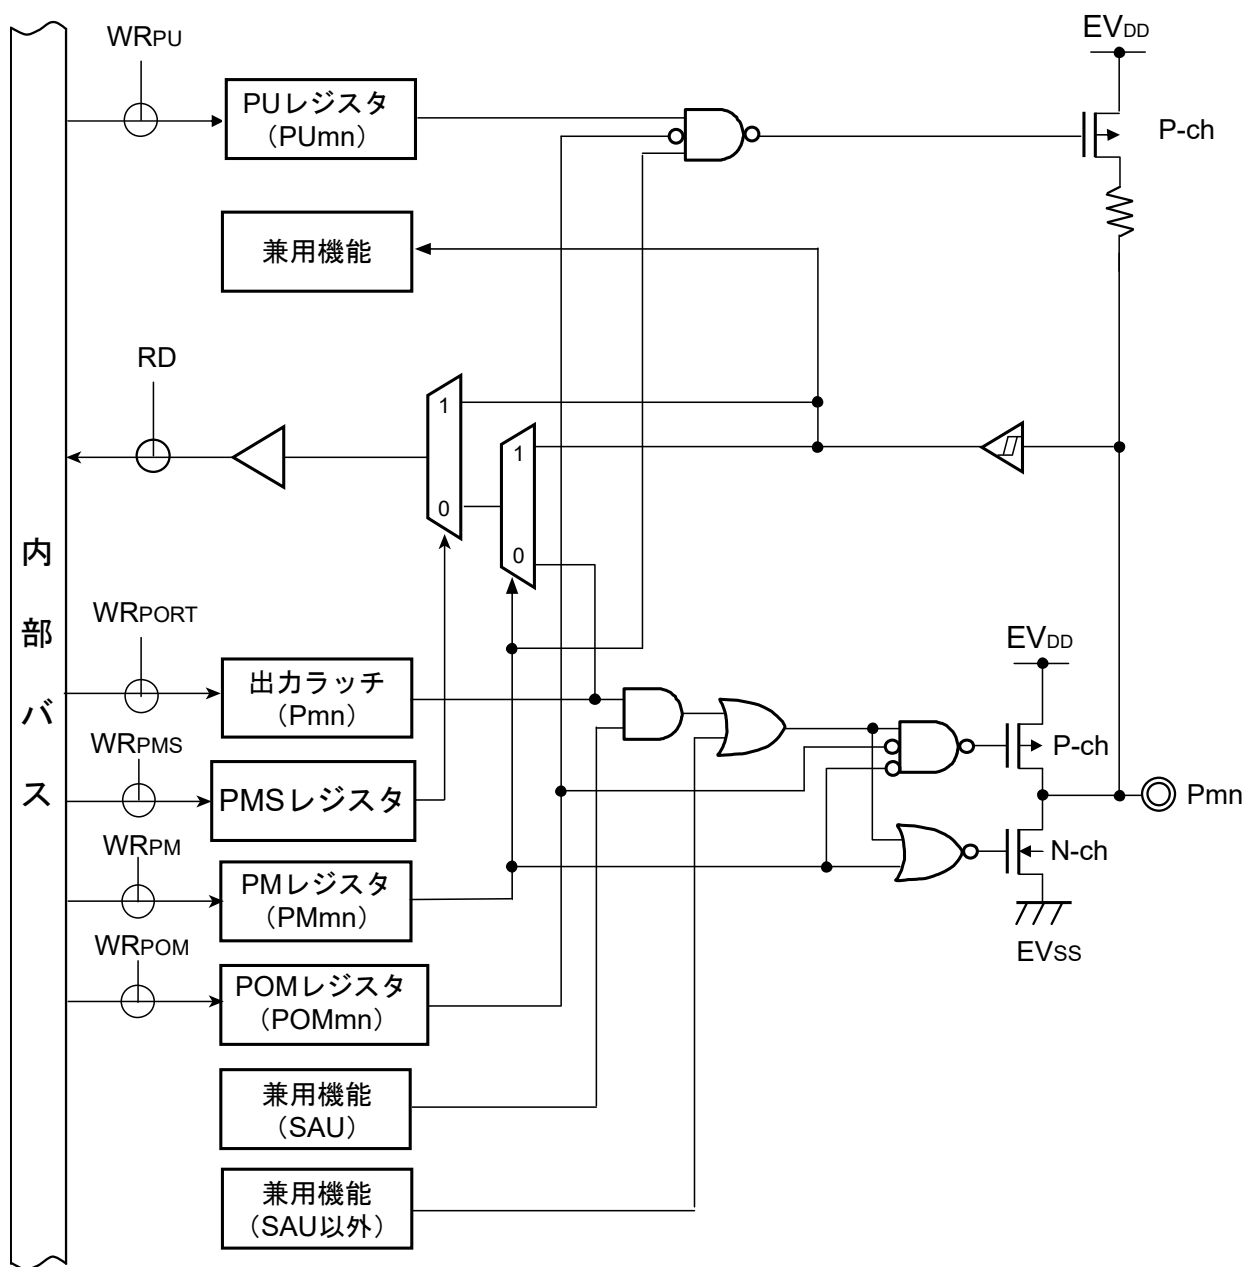 WRPU
PUレジスタ
（PUmn）
EVDD
P-ch
兼用機能
RD
1
0
1
0
内部バス
WRPORT
出力ラッチ
（Pmn）
WRPMS
PMSレジスタ
WRPM
PMレジスタ
（PMmn）
WRPOM
POMレジスタ
（POMmn）
兼用機能
（SAU）
兼用機能
（SAU以外）
EVDD
P-ch
Pmn
N-ch
EVSS